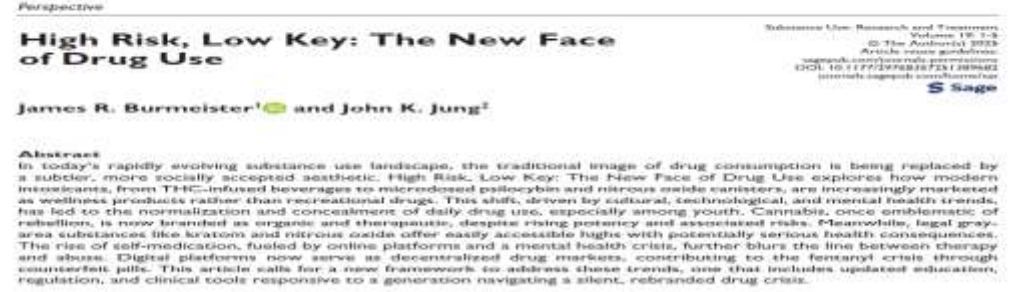 Perspective
High Risk, Low Key: The New Face
of Drug Use
Substance Use: Research and Treatment
Volume 19: 1–
© The Author(s) 2025
Article reuse guidelines:
sagepub.com/journals-permissions
journals.sagepub.com/home/sat
Sage
James R. Burmeister¹ and John K. Jung²
Abstract
In today's rapidly evolving substance use landscape, the traditional image of drug consumption is being replaced by
a subtler, more socially accepted aesthetic. High Risk, Low Key: The New Face of Drug Use explores how modern
intoxicants, from THC-infused beverages to microdosed psilocybin and nitrous oxide canisters, are increasingly marketed
as wellness products rather than recreational drugs. This shift, driven by cultural, technological, and mental health trends,
has led to the normalization and concealment of daily drug use, especially among youth. Cannabis, once emblematic of
rebellion, is now branded as organic and therapeutic, despite rising potency and associated risks. Meanwhile, legal gray-
area substances like kratom and nitrous oxide offer easily accessible highs with potentially serious health consequences.
The rise of self-medication, fueled by online platforms and a mental health crisis, further blurs the line between therapy
and abuse. Digital platforms now serve as decentralized drug markets, contributing to the fentanyl crisis through
counterfeit pills. This article calls for a new framework to address these trends, one that includes updated education,
regulation, and clinical tools responsive to a generation navigating a silent, rebranded drug crisis.